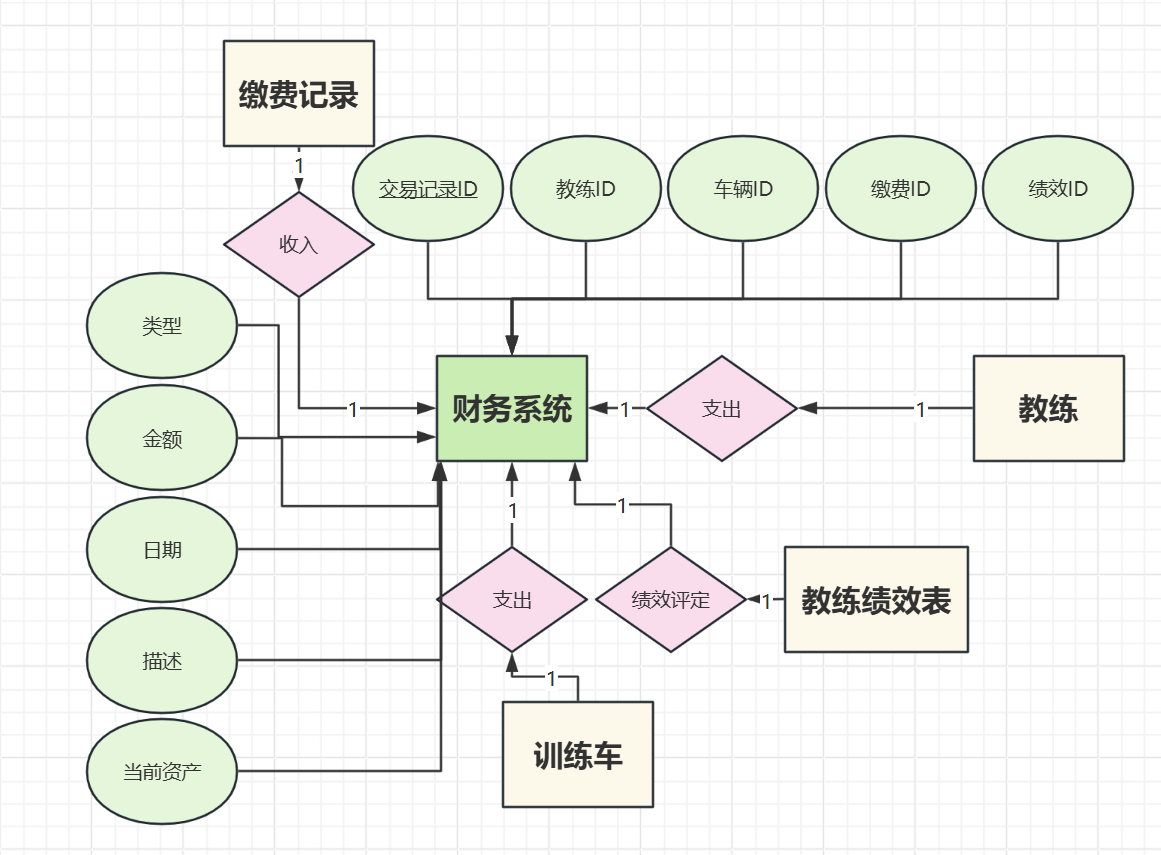 缴费记录
1
交易记录ID
教练ID
车辆ID
缴费ID
绩效ID
收入
类型
1
财务系统
1
支出
1
教练
金额
1
1
日期
支出
绩效评定
1
教练绩效表
描述
1
训练车
当前资产